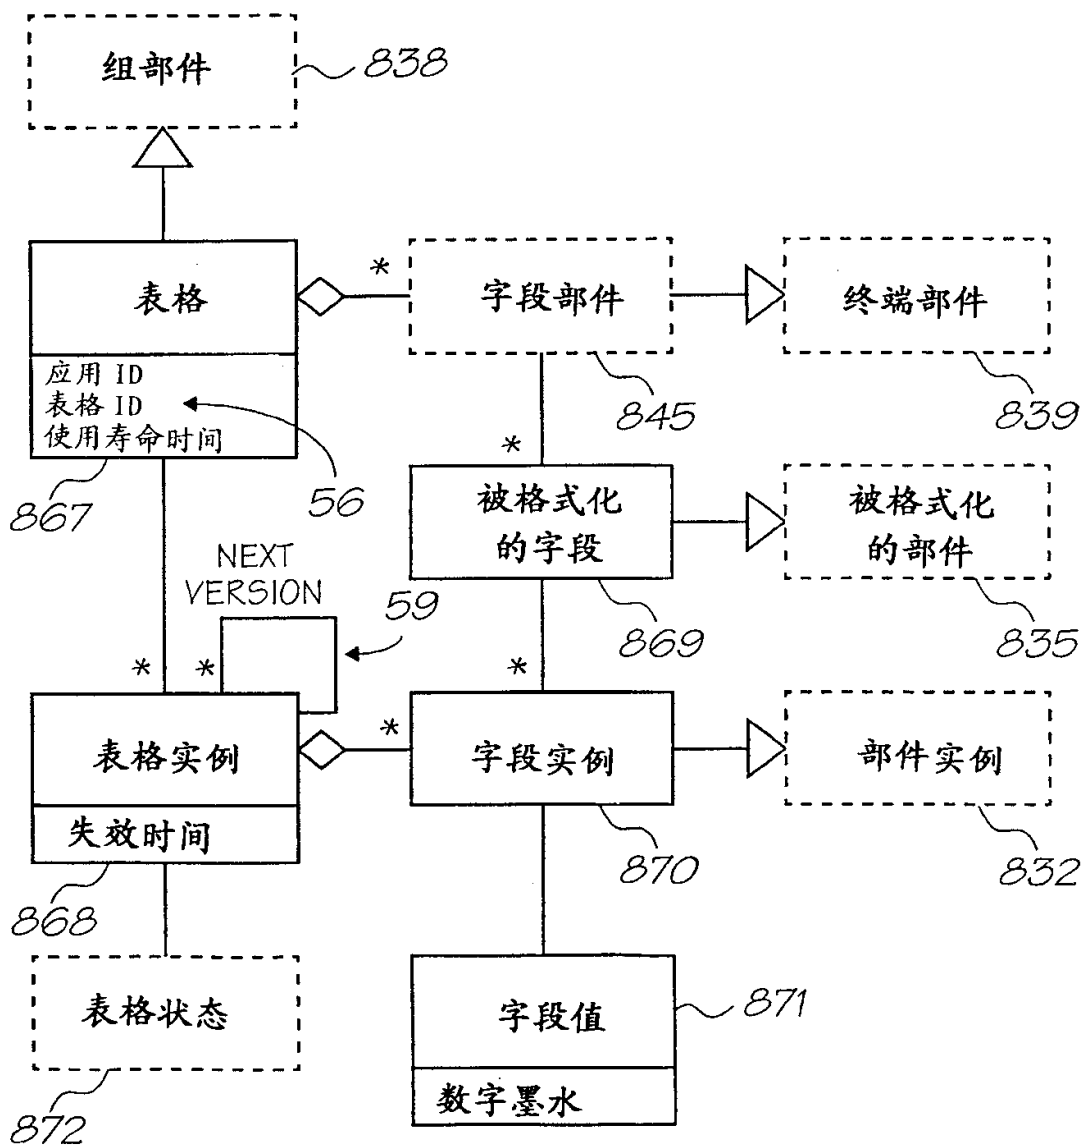 组部件
838
表格
*
字段部件
终端部件
应用 ID
表格 ID
使用寿命时间
845
839
867
56
*
被格式化
的字段
被格式化
的部件
NEXT
VERSION
59
869
835
*
*
*
表格实例
*
字段实例
部件实例
失效时间
870
832
868
表格状态
字段值
871
872
数字墨水